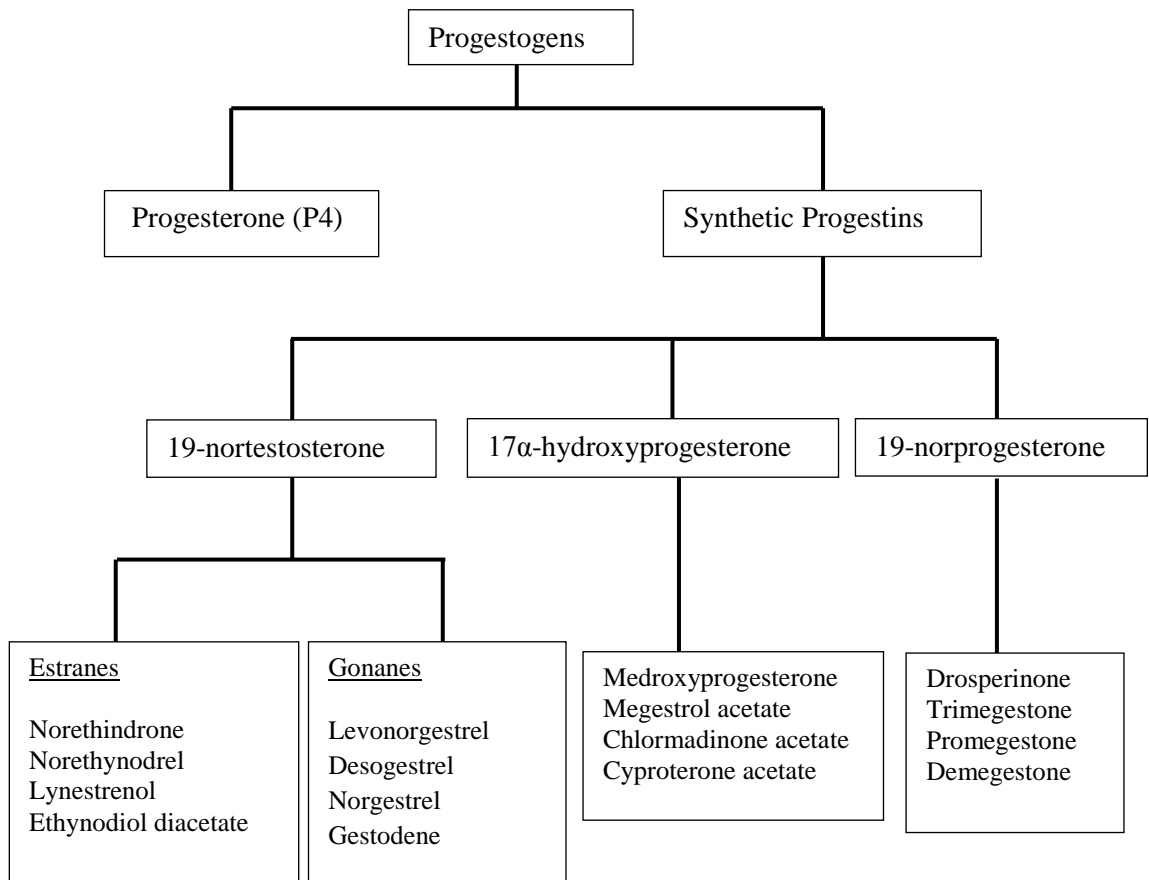 Progestogens
Progesterone (P4)
Synthetic Progestins
19-nortestosterone
17α-hydroxyprogesterone
19-norprogesterone
Estranes
Norethindrone
Norethynodrel
Lynestrenol
Ethynodiol diacetate
Gonanes
Levonorgestrel
Desogestrel
Norgestrel
Gestodene
Medroxyprogesterone
Megestrol acetate
Chlormadinone acetate
Cyproterone acetate
Drosperinone
Trimegestone
Promegestone
Demegestone